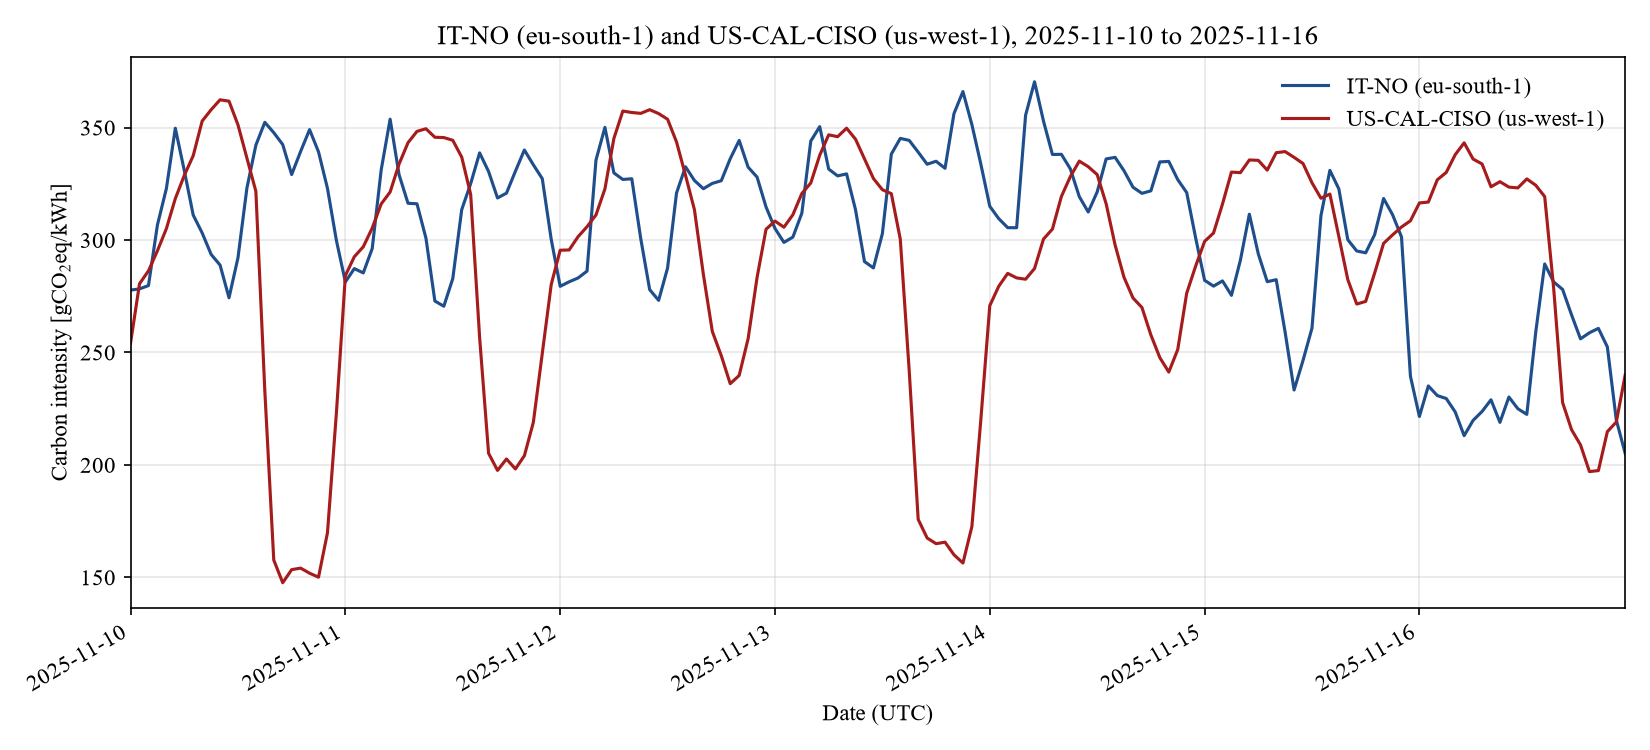 IT-NO (eu-south-1) and US-CAL-CISO (us-west-1), 2025-11-10 to 2025-11-16
IT-NO (eu-south-1)
US-CAL-CISO (us-west-1)
Carbon intensity [gCO₂eq/kWh]
350
300
250
200
150
2025-11-10
2025-11-11
2025-11-12
2025-11-13
2025-11-14
2025-11-15
2025-11-16
Date (UTC)